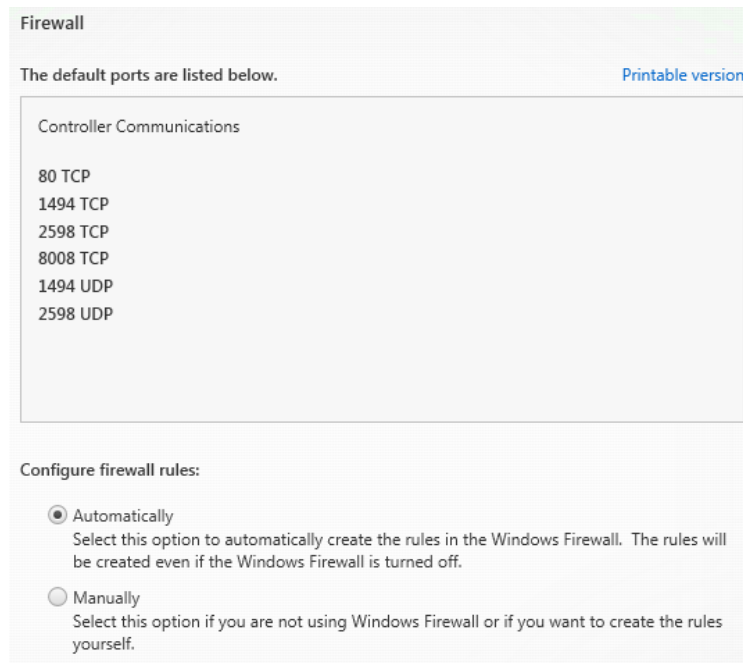 Firewall
The default ports are listed below.
Printable version
Controller Communications
80 TCP
1494 TCP
2598 TCP
8008 TCP
1494 UDP
2598 UDP
Configure firewall rules:
Automatically
Select this option to automatically create the rules in the Windows Firewall.  The rules will
be created even if the Windows Firewall is turned off.
Manually
Select this option if you are not using Windows Firewall or if you want to create the rules
yourself.